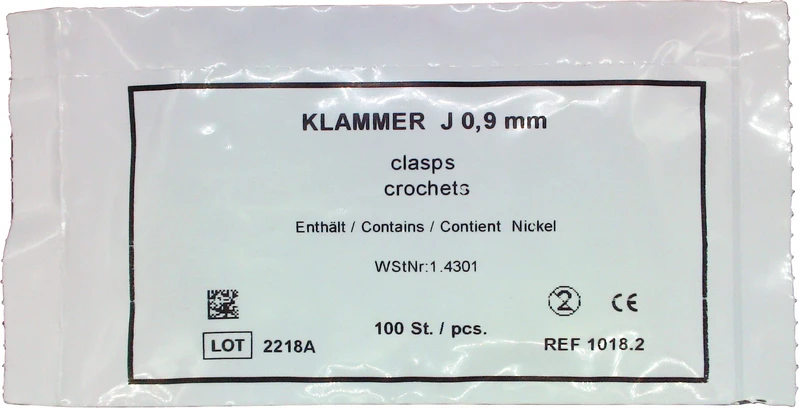 KLAMMER J 0,9 mm
clasps
crochets
Enthält / Contains / Contient Nickel
WStNr:1.4301
2 CE
100 St. / pcs.
LOT 2218A
REF 1018.2